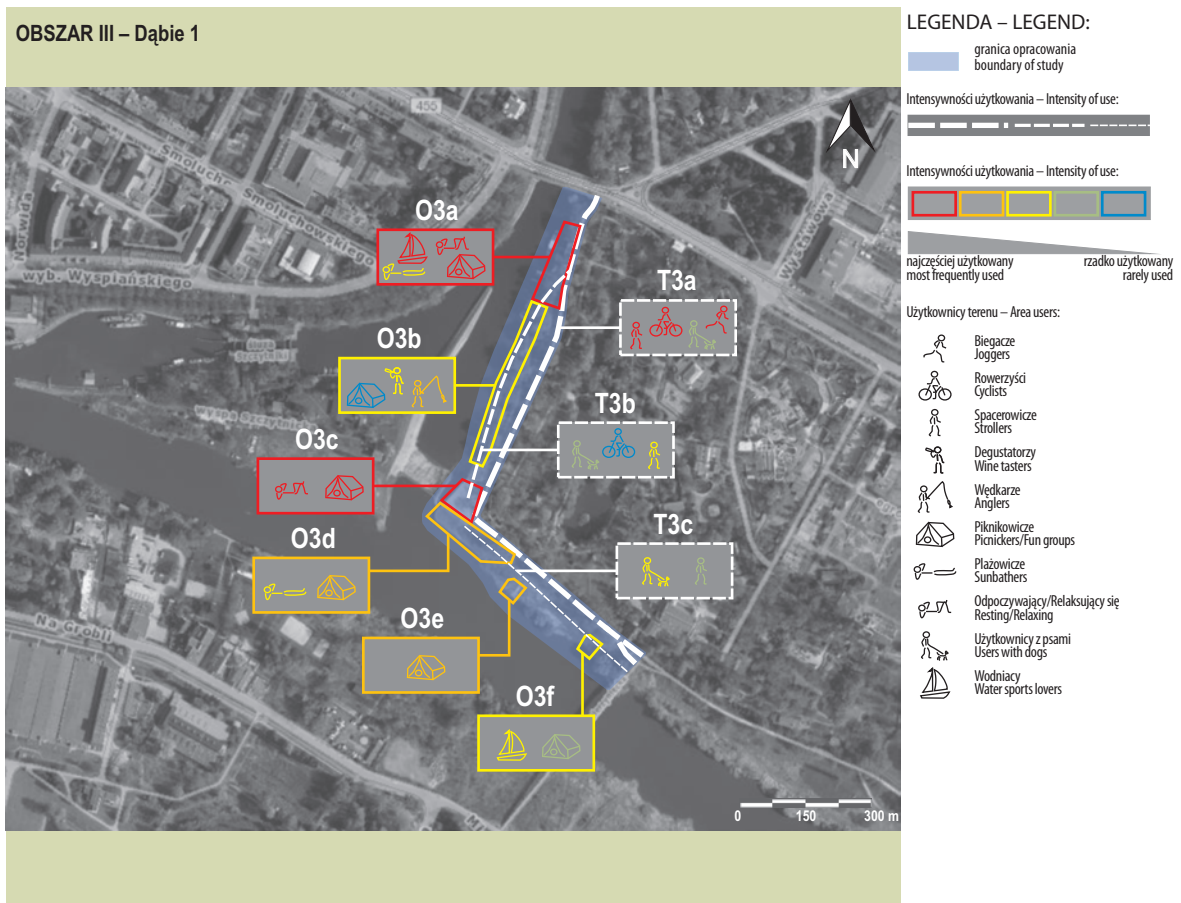 OBSZAR III – Dąbie 1
455
Smoluchowskiego
Norwida
wyb. Wyspiańskiego
Wystawowa
Na Grobli
O3a
O3b
O3c
O3d
O3e
O3f
T3a
T3b
T3c
N
0 150 300 m
LEGENDA – LEGEND:
granica opracowania
boundary of study
Intensywności użytkowania – Intensity of use:
Intensywności użytkowania – Intensity of use:
najczęściej użytkowany
most frequently used
rzadko użytkowany
rarely used
Użytkownicy terenu – Area users:
Biegacze
Joggers
Rowerzyści
Cyclists
Spacerowicze
Strollers
Degustatorzy
Wine tasters
Wędkarze
Anglers
Piknikowicze
Picnickers/Fun groups
Plażowicze
Sunbathers
Odpoczywający/Relaksujący się
Resting/Relaxing
Użytkownicy z psami
Users with dogs
Wodniacy
Water sports lovers